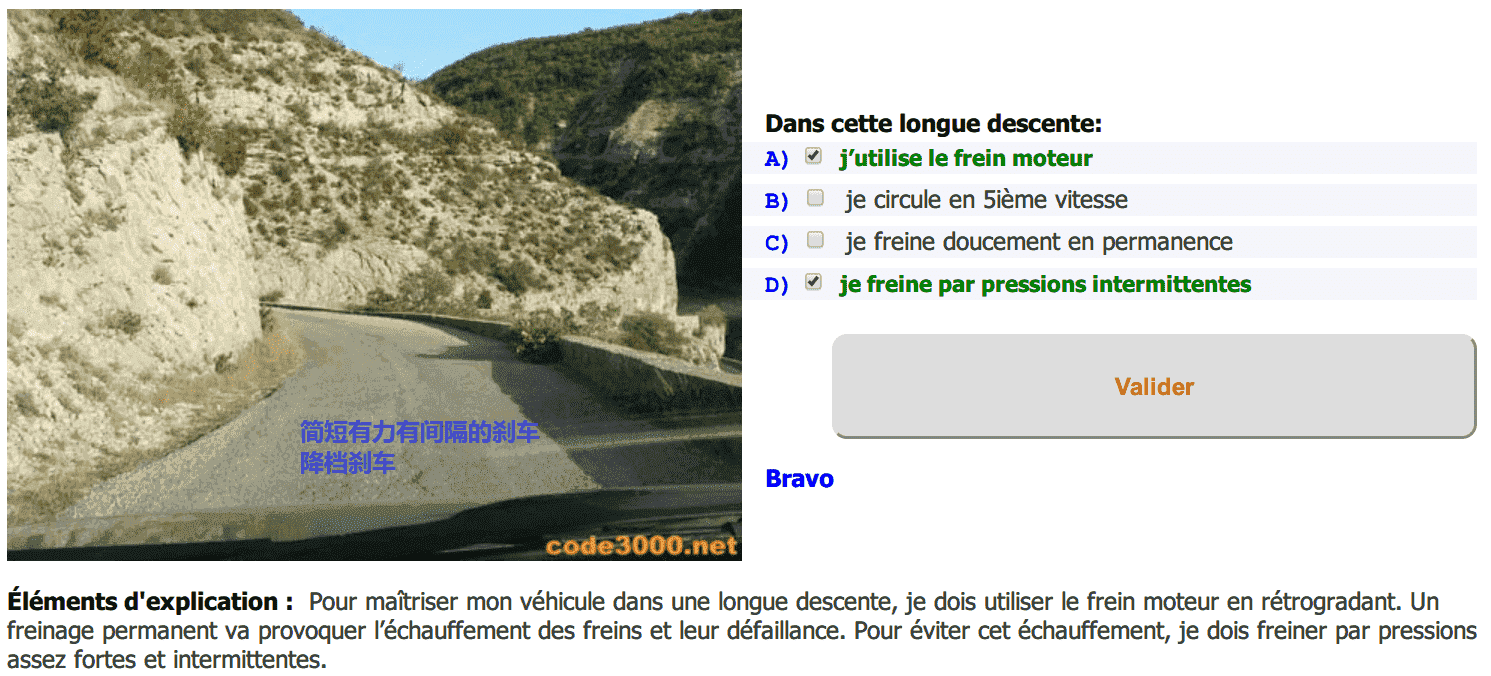 Dans cette longue descente:
A) j’utilise le frein moteur
B) je circule en 5ième vitesse
C) je freine doucement en permanence
D) je freine par pressions intermittentes
Valider
Bravo
简短有力有间隔的刹车
降档刹车
code3000.net
Éléments d'explication : Pour maîtriser mon véhicule dans une longue descente, je dois utiliser le frein moteur en rétrogradant. Un
freinage permanent va provoquer l’échauffement des freins et leur défaillance. Pour éviter cet échauffement, je dois freiner par pressions
assez fortes et intermittentes.